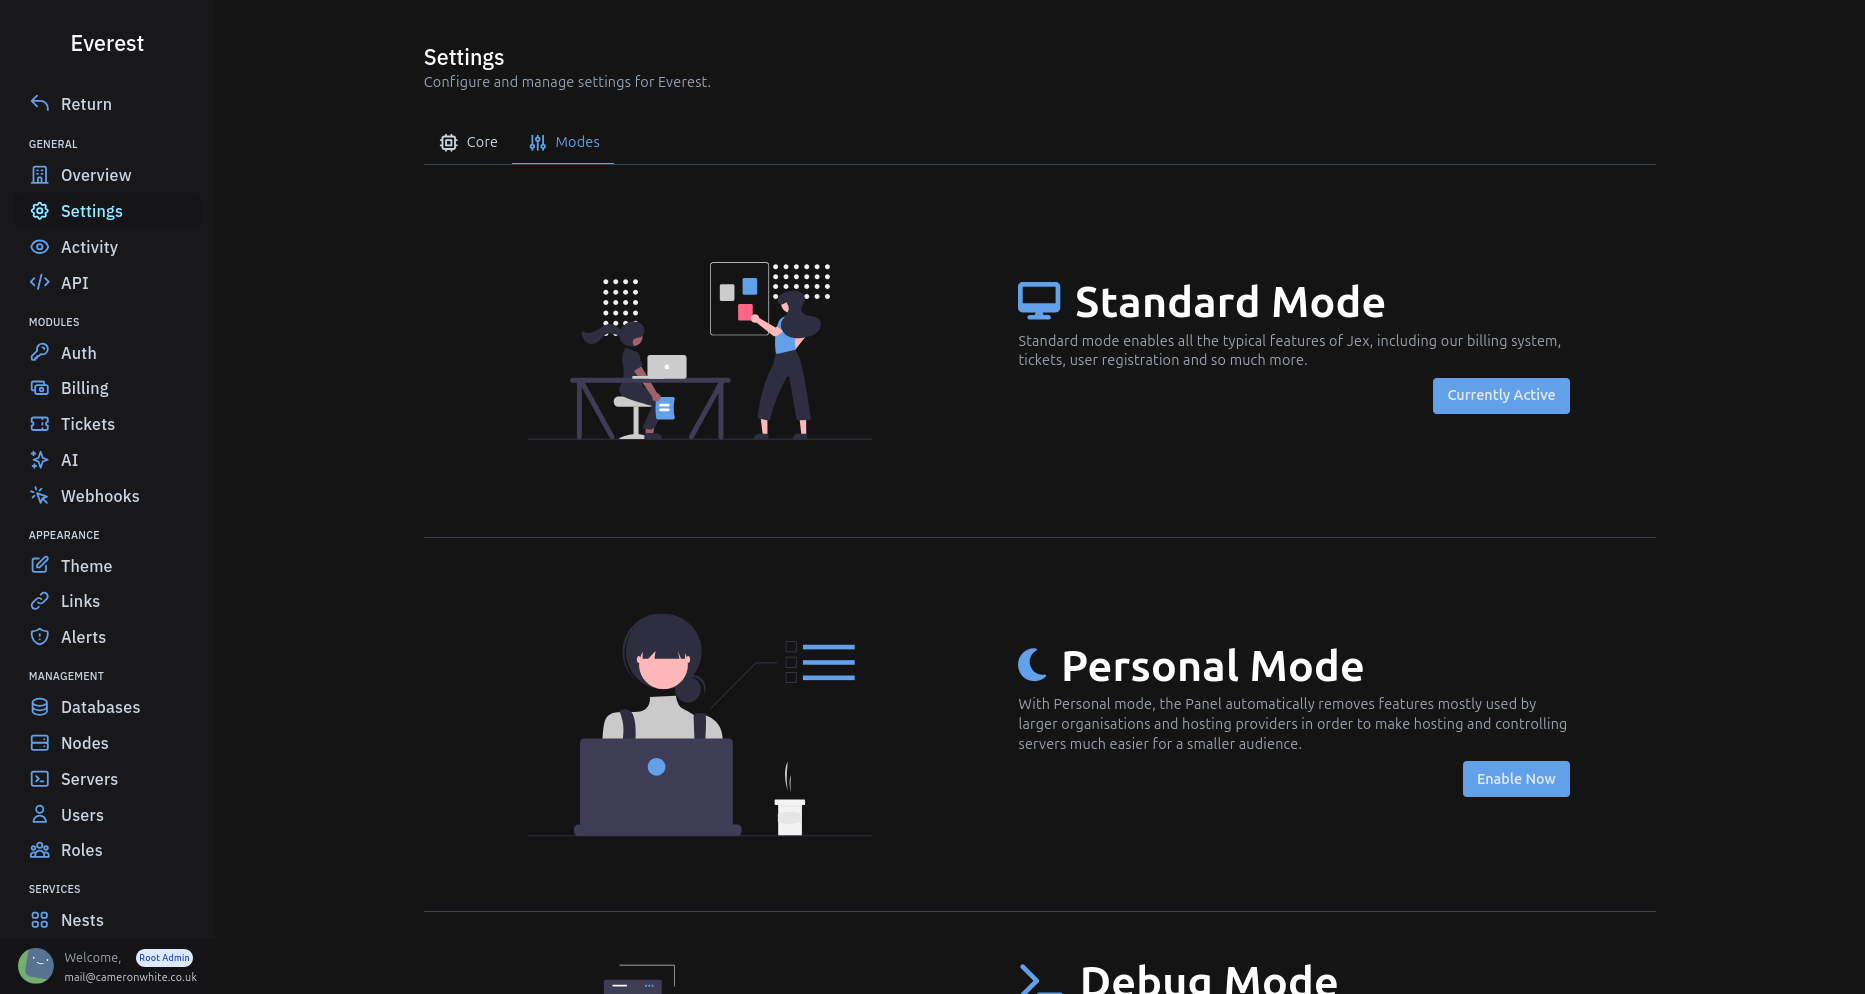 Everest
Return
GENERAL
Overview
Settings
Activity
API
MODULES
Auth
Billing
Tickets
AI
Webhooks
APPEARANCE
Theme
Links
Alerts
MANAGEMENT
Databases
Nodes
Servers
Users
Roles
SERVICES
Nests
Welcome, Root Admin
mail@cameronwhite.co.uk
Settings
Configure and manage settings for Everest.
Core Modes
Standard Mode
Standard mode enables all the typical features of Jex, including our billing system,
tickets, user registration and so much more.
Currently Active
Personal Mode
With Personal mode, the Panel automatically removes features mostly used by
larger organisations and hosting providers in order to make hosting and controlling
servers much easier for a smaller audience.
Enable Now
Debug Mode